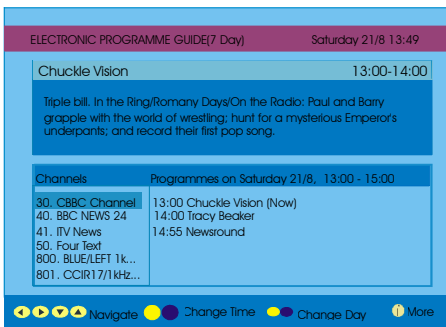 ELECTRONIC PROGRAMME GUIDE(7 Day) Saturday 21/8 13:49
Chuckle Vision 13:00-14:00
Triple bill. In the Ring/Romany Days/On the Radio: Paul and Barry
grapple with the world of wrestling; hunt for a mysterious Emperor's
underpants; and record their first pop song.
Channels Programmes on Saturday 21/8, 13:00 - 15:00
30. CBBC Channel 13:00 Chuckle Vision (Now)
40. BBC NEWS 24 14:00 Tracy Beaker
41. ITV News 14:55 Newsround
50. Four Text
800. BLUE/LEFT 1k...
801. CCIR17/1kHz...
Navigate Change Time Change Day i More